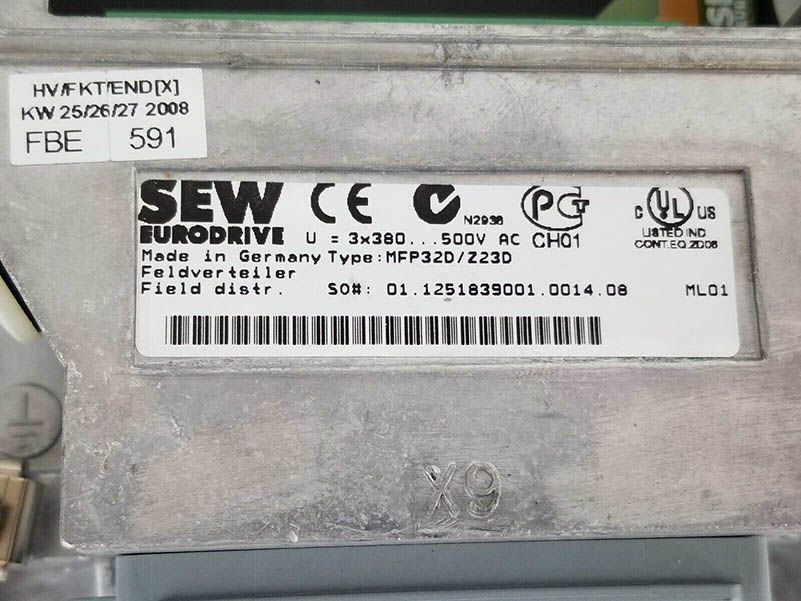 HV/FKT/END[X]
KW 25/26/27 2008
FBE 591
SEW
EURODRIVE
CE
N2936
PG
CH01
C UL US
LISTED IND
CONT.EQ.2D06
U = 3x380...500V AC
Made in Germany Type:MFP32D/Z23D
Feldverteiler
Field distr. SO#: 01.1251839001.0014.08 ML01
X9